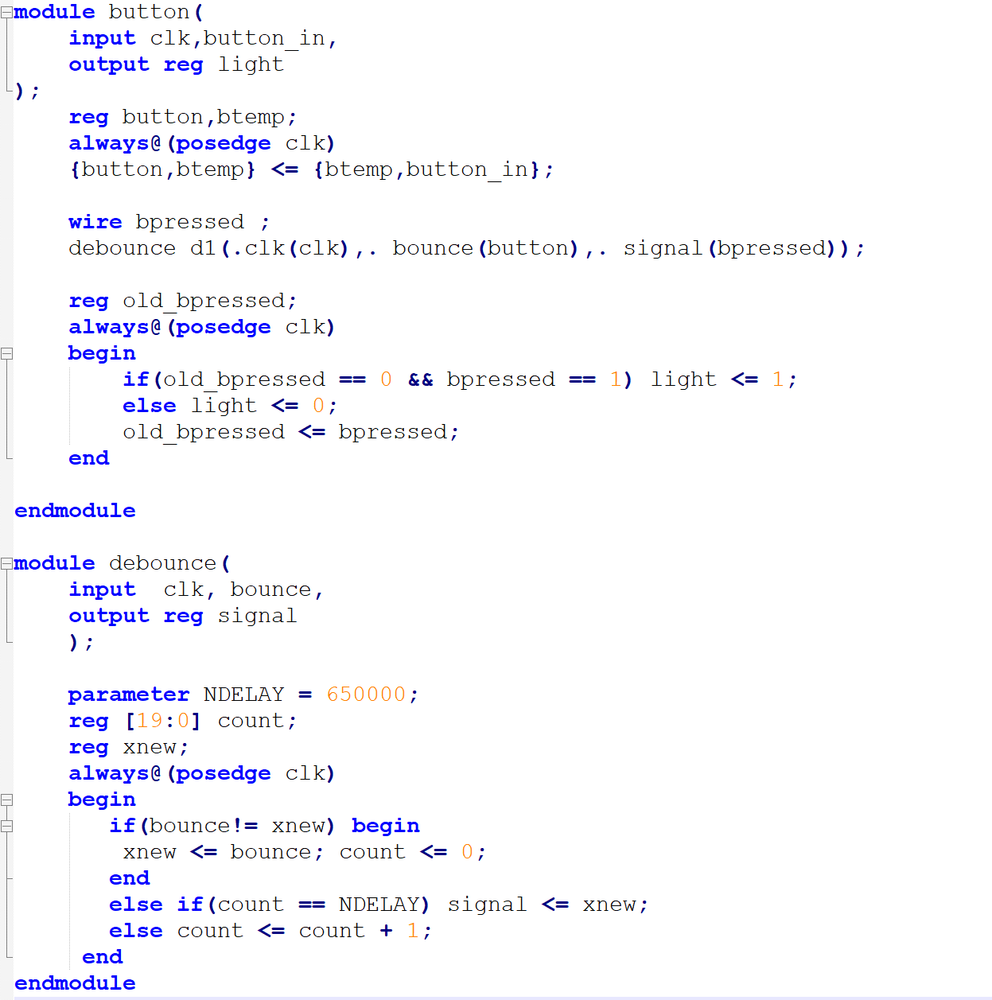 module button(
    input clk,button_in,
    output reg light
);
    reg button,btemp;
    always@(posedge clk)
    {button,btemp} <= {btemp,button_in};

    wire bpressed ;
    debounce d1(.clk(clk),. bounce(button),. signal(bpressed));

    reg old_bpressed;
    always@(posedge clk)
    begin
        if(old_bpressed == 0 && bpressed == 1) light <= 1;
        else light <= 0;
        old_bpressed <= bpressed;
    end

endmodule

module debounce(
    input  clk, bounce,
    output reg signal
    );

    parameter NDELAY = 650000;
    reg [19:0] count;
    reg xnew;
    always@(posedge clk)
    begin
       if(bounce!= xnew) begin
        xnew <= bounce; count <= 0;
       end
       else if(count == NDELAY) signal <= xnew;
       else count <= count + 1;
     end
endmodule